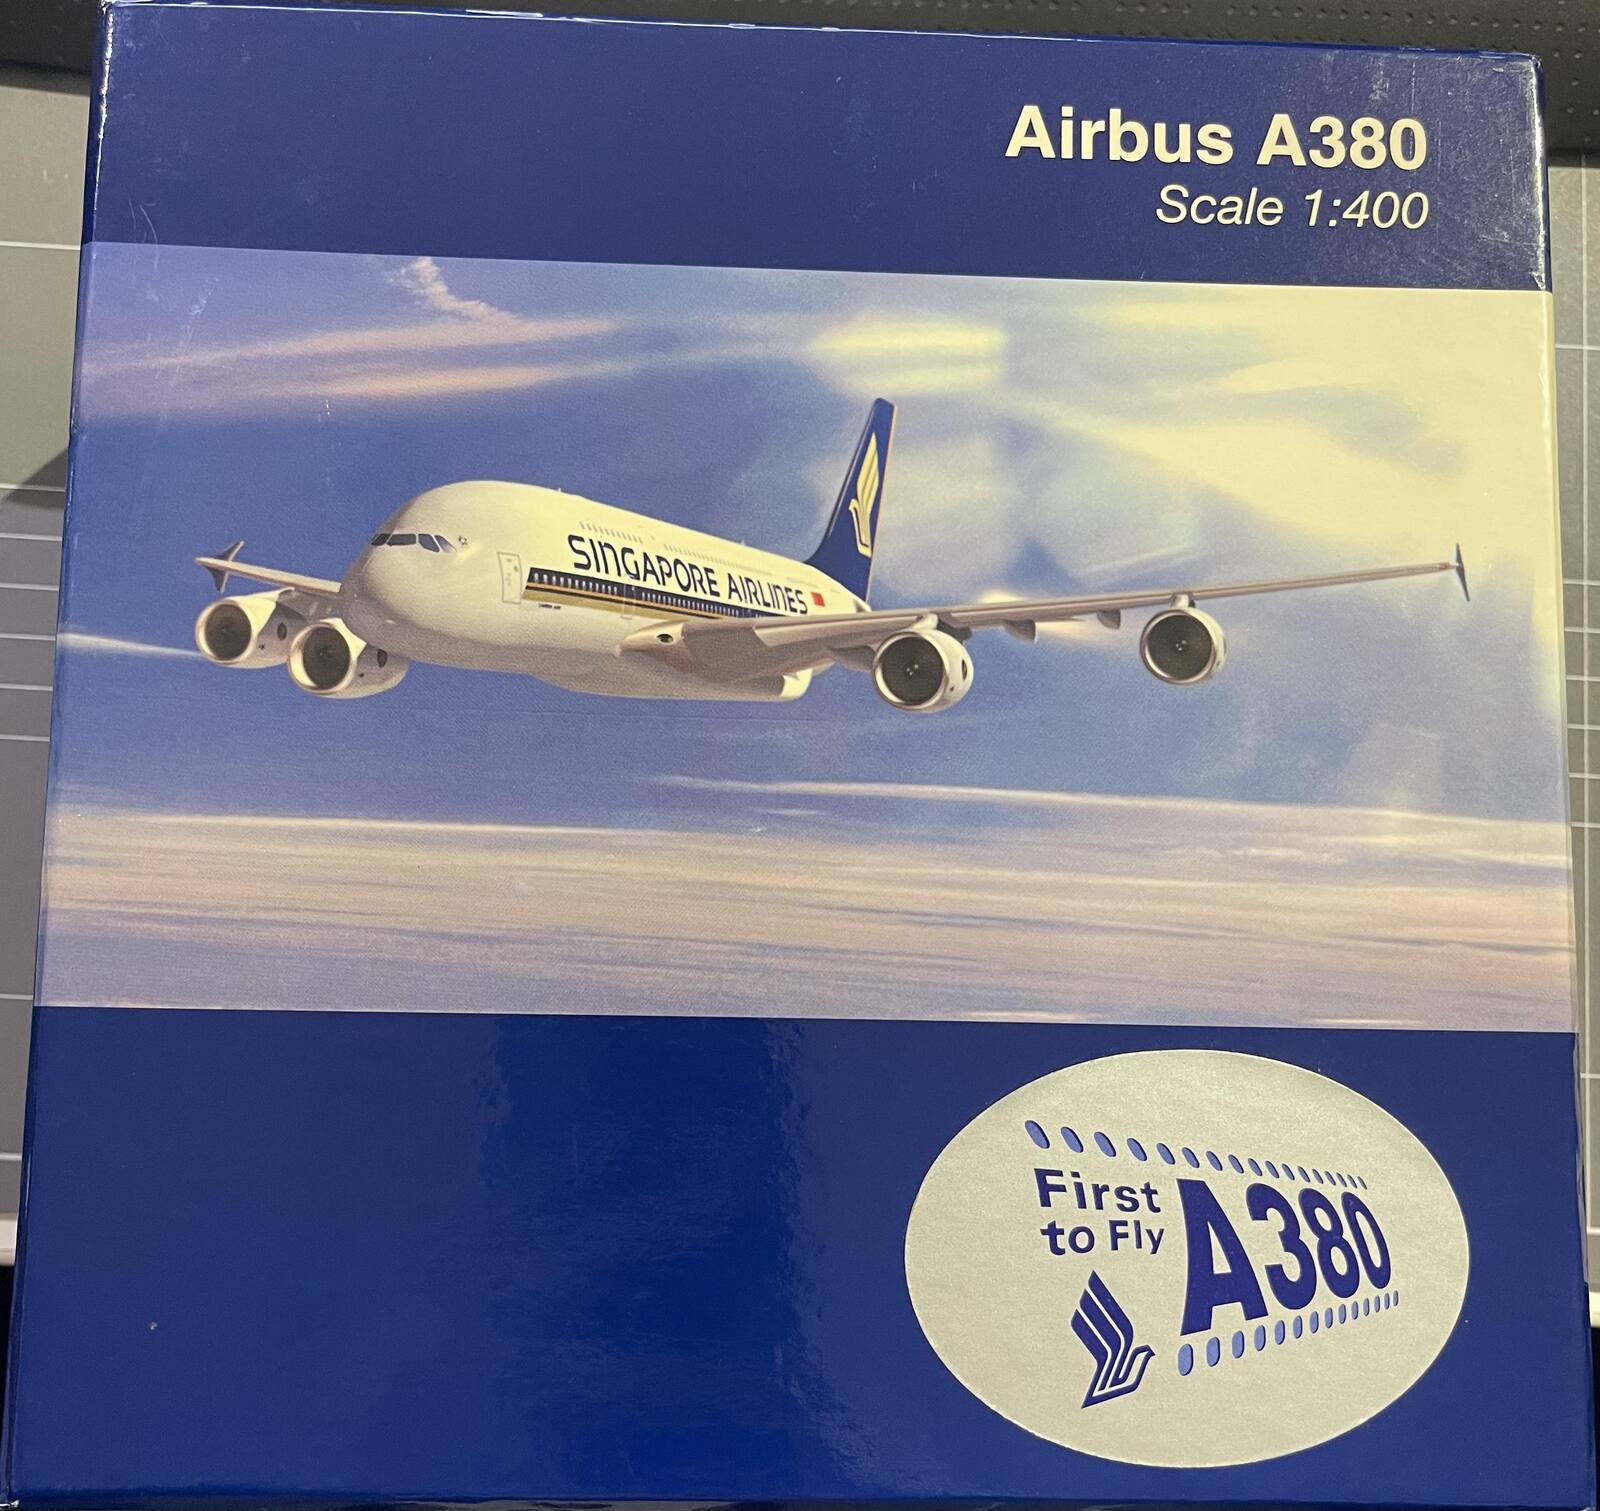 Airbus A380
Scale 1:400
SINGAPORE AIRLINES
First
to Fly
A380